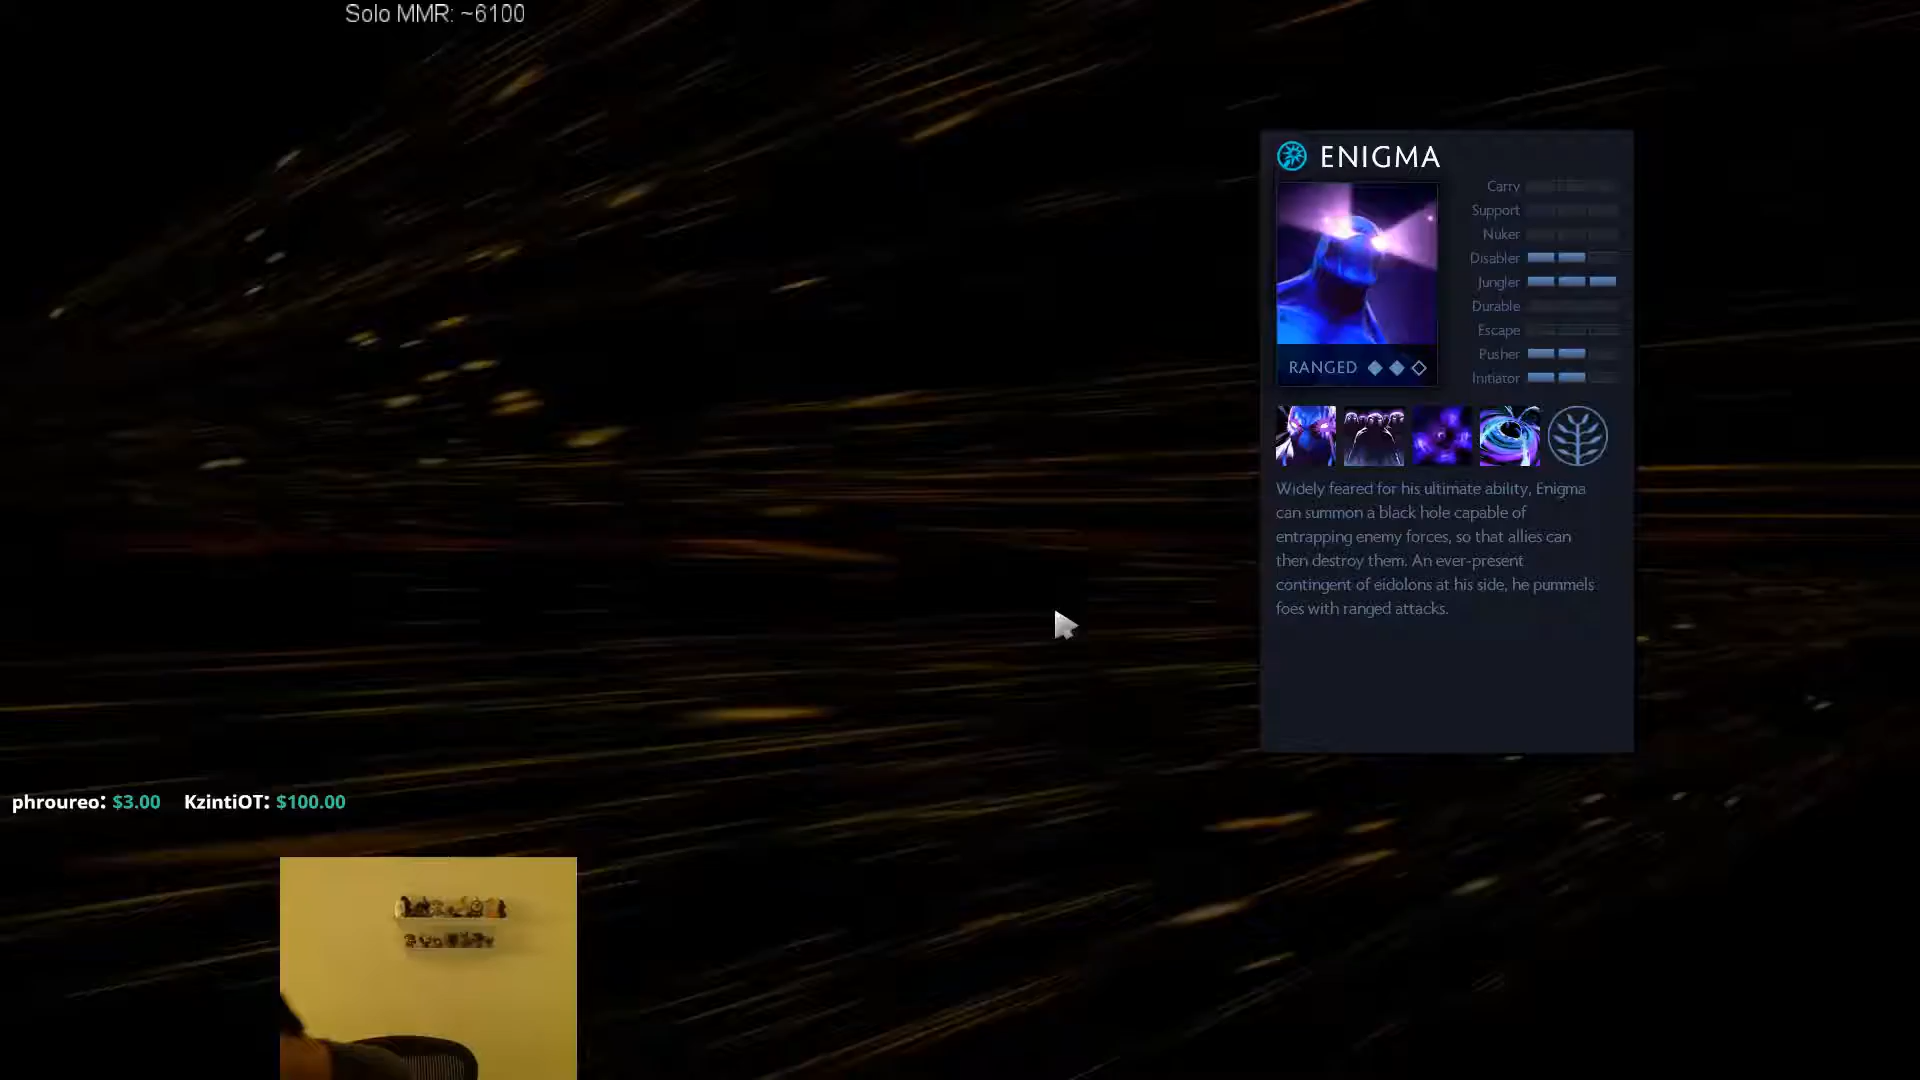 Solo MMR: ~6100
ENIGMA
Carry
Support
Nuker
Disabler
Jungler
Durable
Escape
Pusher
Initiator
RANGED
Widely feared for his ultimate ability, Enigma
can summon a black hole capable of
entrapping enemy forces, so that allies can
then destroy them. An ever-present
contingent of eidolons at his side, he pummels
foes with ranged attacks.
phroureo: $3.00 KzintiOT: $100.00